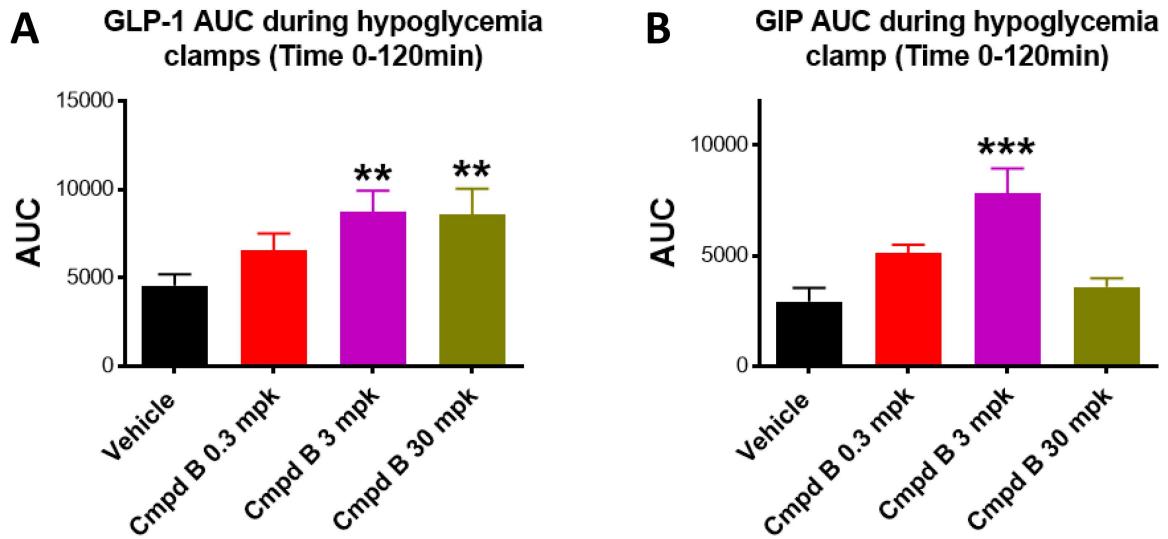 A
GLP-1 AUC during hypoglycemia
clamps (Time 0-120min)
AUC
15000
10000
5000
0
**
**
Vehicle
Cmpd B 0.3 mpk
Cmpd B 3 mpk
Cmpd B 30 mpk
B
GIP AUC during hypoglycemia
clamp (Time 0-120min)
AUC
10000
5000
0
***
Vehicle
Cmpd B 0.3 mpk
Cmpd B 3 mpk
Cmpd B 30 mpk